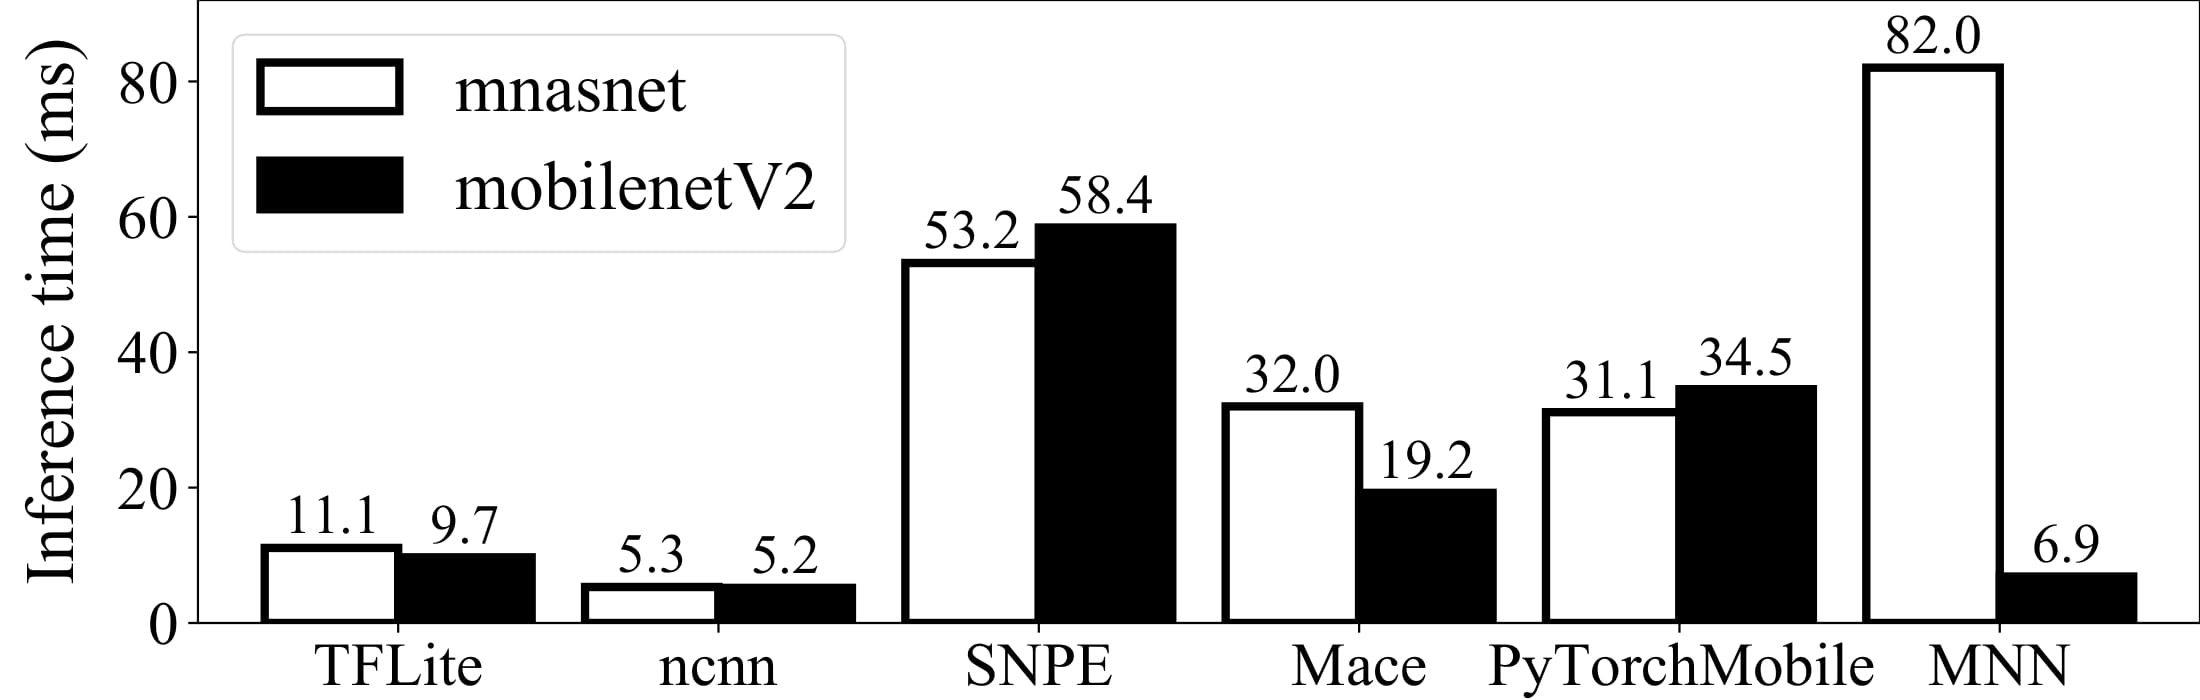 Inference time (ms)
80
60
40
20
0
mnasnet
mobilenetV2
11.1
9.7
5.3
5.2
53.2
58.4
32.0
19.2
31.1
34.5
82.0
6.9
TFLite
ncnn
SNPE
Mace
PyTorchMobile
MNN